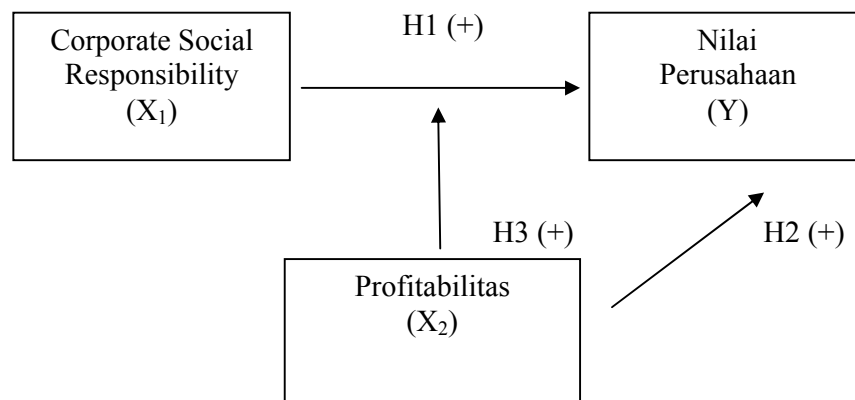 Corporate Social
Responsibility
(X₁)
H1 (+)
Nilai
Perusahaan
(Y)
H3 (+)
H2 (+)
Profitabilitas
(X₂)